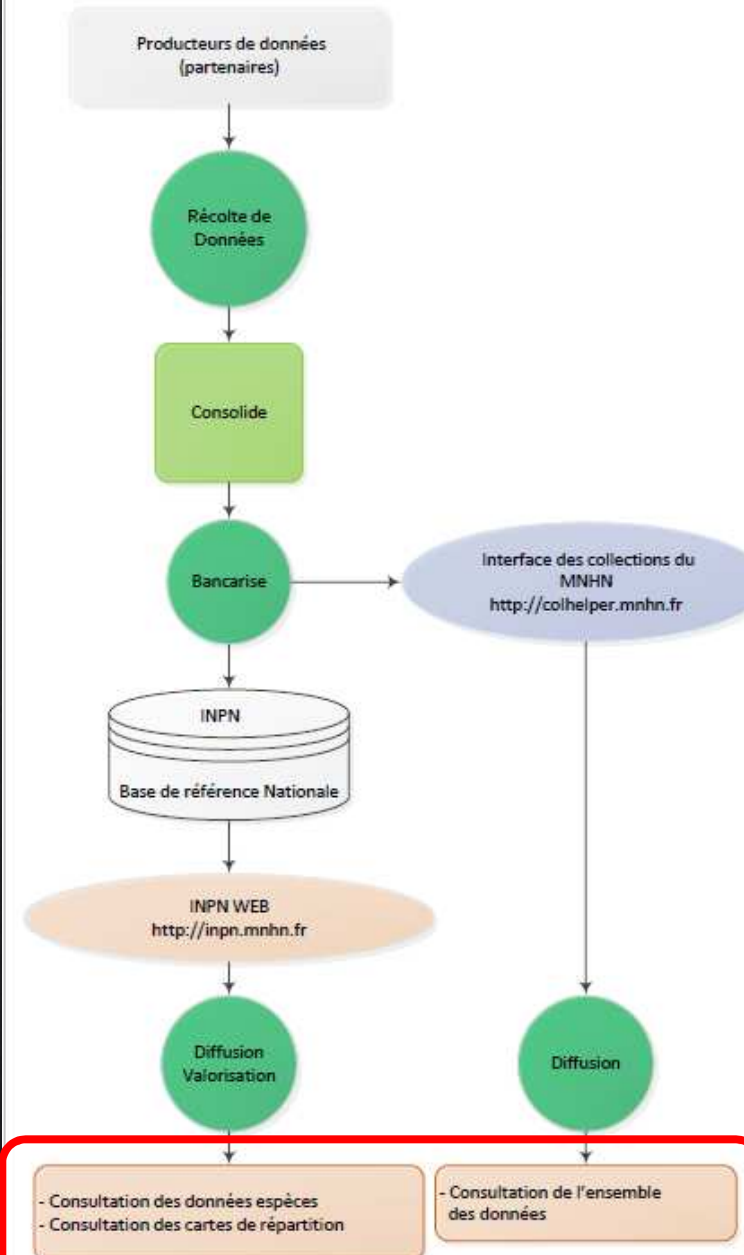 Producteurs de données
(partenaires)
Récolte de
Données
Consolide
Bancarise
Interface des collections du
MNHN
http://colhelper.mnhn.fr
INPN
Base de référence Nationale
INPN WEB
http://inpn.mnhn.fr
Diffusion
Valorisation
Diffusion
- Consultation des données espèces
- Consultation des cartes de répartition
- Consultation de l'ensemble
des données